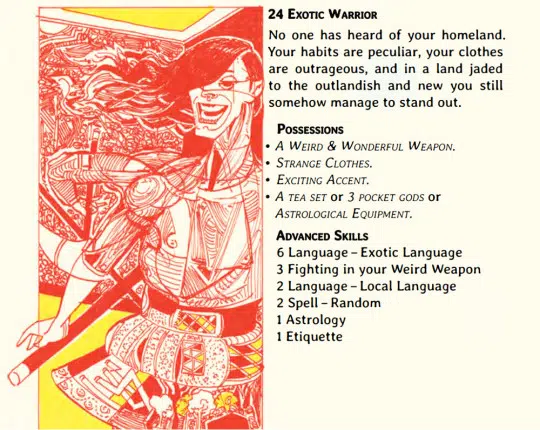 24 Exotic Warrior
No one has heard of your homeland.
Your habits are peculiar, your clothes
are outrageous, and in a land jaded
to the outlandish and new you still
somehow manage to stand out.
Possessions
• A Weird & Wonderful Weapon.
• Strange Clothes.
• Exciting Accent.
• A tea set or 3 pocket gods or
Astrological Equipment.
Advanced Skills
6 Language – Exotic Language
3 Fighting in your Weird Weapon
2 Language – Local Language
2 Spell – Random
1 Astrology
1 Etiquette